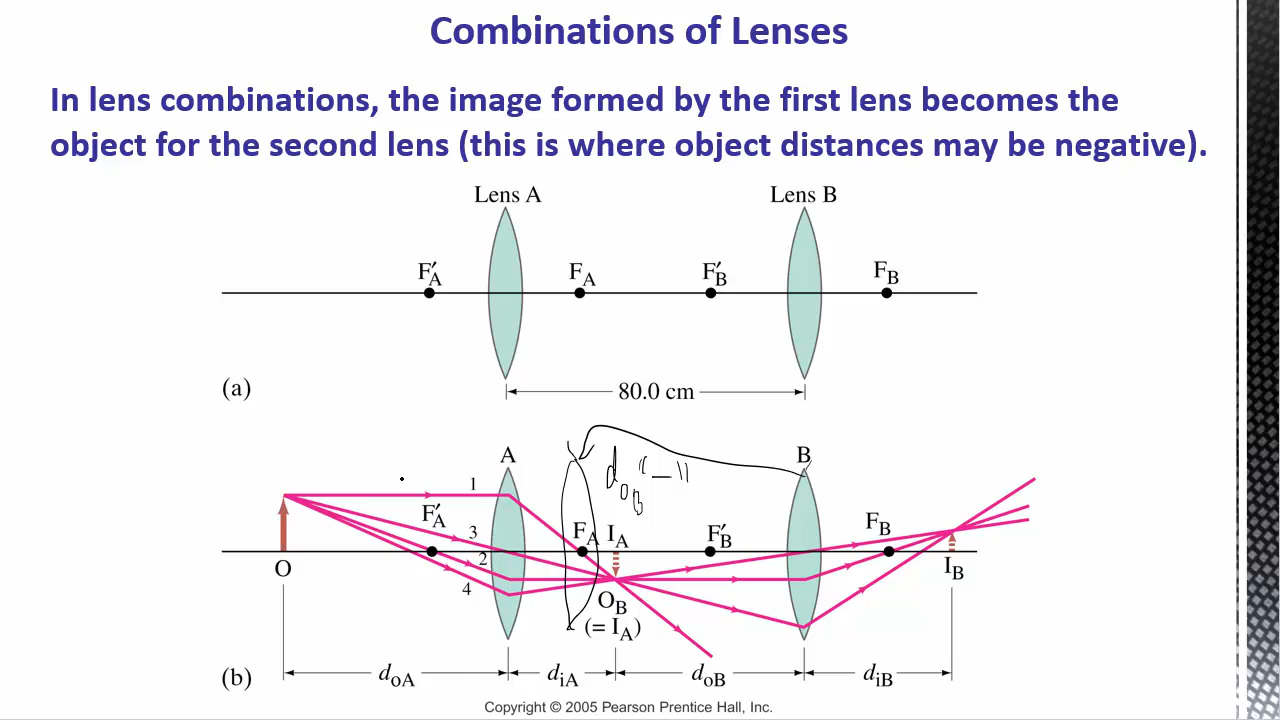 Combinations of Lenses
In lens combinations, the image formed by the first lens becomes the
object for the second lens (this is where object distances may be negative).
Lens A Lens B
F′A FA F′B FB
(a) 80.0 cm
A B
doB "—"
1
F′A 3 FA IA F′B FB
2
O 4 OB IB
(= IA)
(b) doA diA doB diB
Copyright © 2005 Pearson Prentice Hall, Inc.